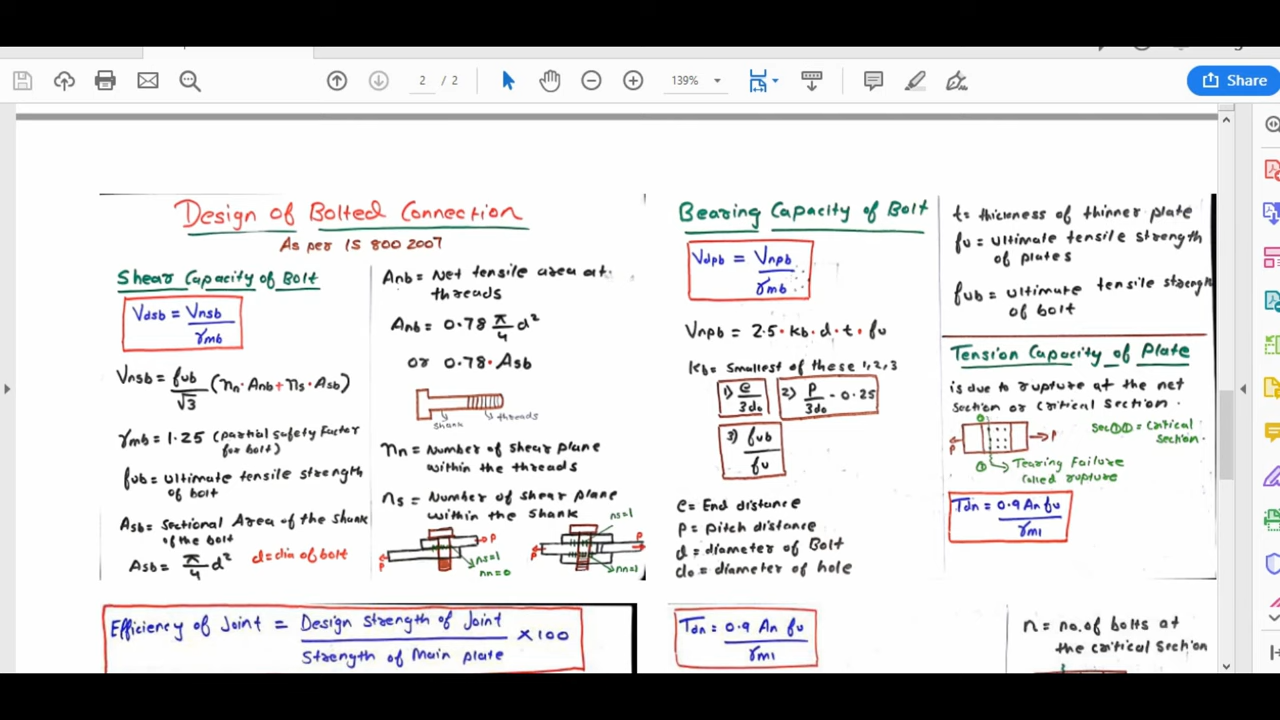 2 / 2
139%
Share
Design of Bolted Connection
As per IS 800 2007
Shear Capacity of Bolt
Vdsb = Vnsb / γmb
Vnsb = fub / √3 (nn · Anb + ns · Asb)
γmb = 1.25 (partial safety Factor
for bolt)
fub = ultimate tensile strength
of bolt
Asb = Sectional Area of the shank
of the bolt
Asb = π/4 d² d = dia of bolt
Anb = Net tensile area at
threads
Anb = 0.78 π/4 d²
or 0.78 · Asb
shank threads
nn = Number of shear plane
within the threads
ns = Number of shear plane
within the shank
P P ns=1
nn=0
P P ns=1
nn=1
Bearing Capacity of Bolt
Vdpb = Vnpb / γmb
Vnpb = 2.5 · kb · d · t · fu
kb = Smallest of these 1,2,3
1) e / 3do 2) p / 3do - 0.25
3) fub / fu
e = End distance
p = pitch distance
d = diameter of Bolt
do = diameter of hole
t = thickness of thinner plate
fu = ultimate tensile strength
of plates
fub = ultimate tensile strength
of bolt
Tension Capacity of Plate
is due to rupture at the net
section or critical section.
P P Sec ①① = critical
section.
① ①
Tearing Failure
called rupture
Tdn = 0.9 An fu / γm1
Efficiency of Joint = Design strength of Joint / Strength of Main plate × 100
Tdn = 0.9 An fu / γm1
n = no. of bolts at
the critical section